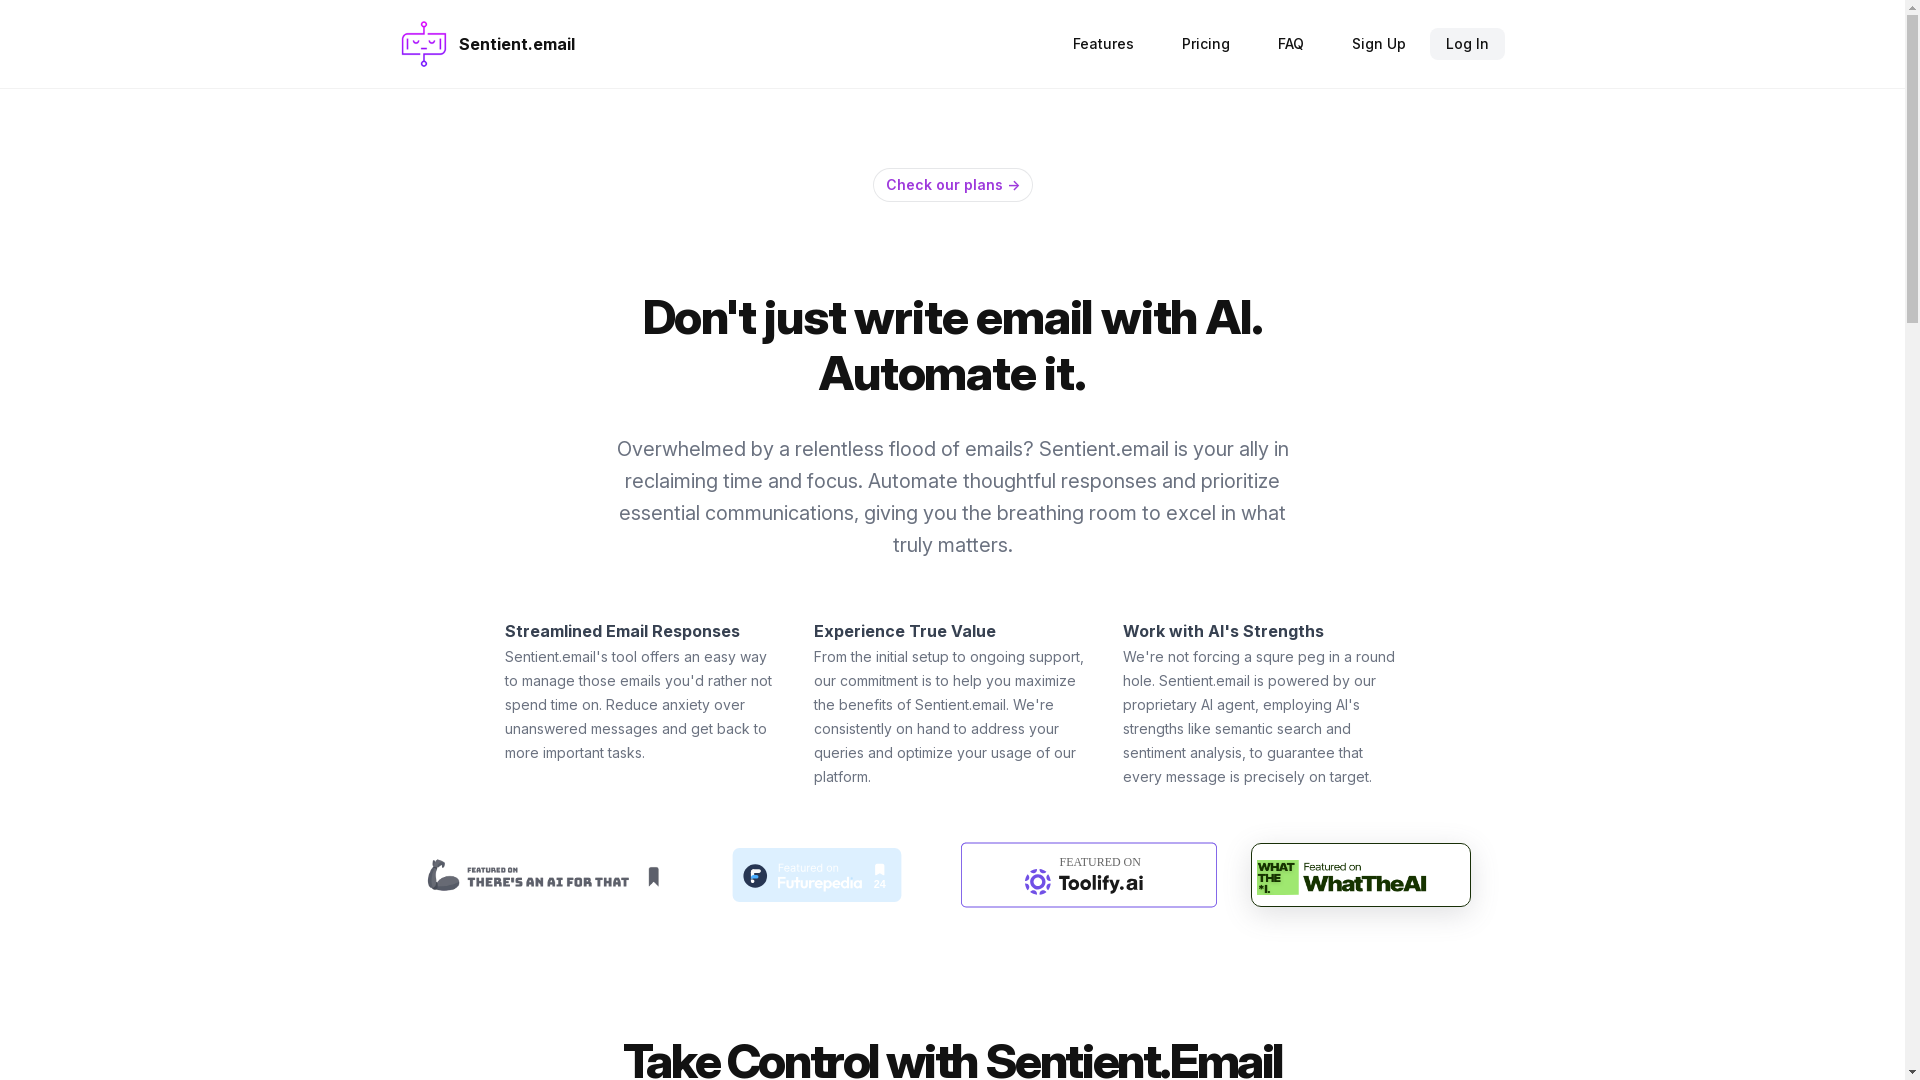 Sentient.email
Features
Pricing
FAQ
Sign Up
Log In
Check our plans →
Don't just write email with AI.
Automate it.
Overwhelmed by a relentless flood of emails? Sentient.email is your ally in
reclaiming time and focus. Automate thoughtful responses and prioritize
essential communications, giving you the breathing room to excel in what
truly matters.
Streamlined Email Responses
Sentient.email's tool offers an easy way
to manage those emails you'd rather not
spend time on. Reduce anxiety over
unanswered messages and get back to
more important tasks.
Experience True Value
From the initial setup to ongoing support,
our commitment is to help you maximize
the benefits of Sentient.email. We're
consistently on hand to address your
queries and optimize your usage of our
platform.
Work with AI's Strengths
We're not forcing a squre peg in a round
hole. Sentient.email is powered by our
proprietary AI agent, employing AI's
strengths like semantic search and
sentiment analysis, to guarantee that
every message is precisely on target.
FEATURED ON
THERE'S AN AI FOR THAT
Featured on
Futurepedia
24
FEATURED ON
Toolify.ai
WHAT
THE
*I.
Featured on
WhatTheAI
Take Control with Sentient.Email